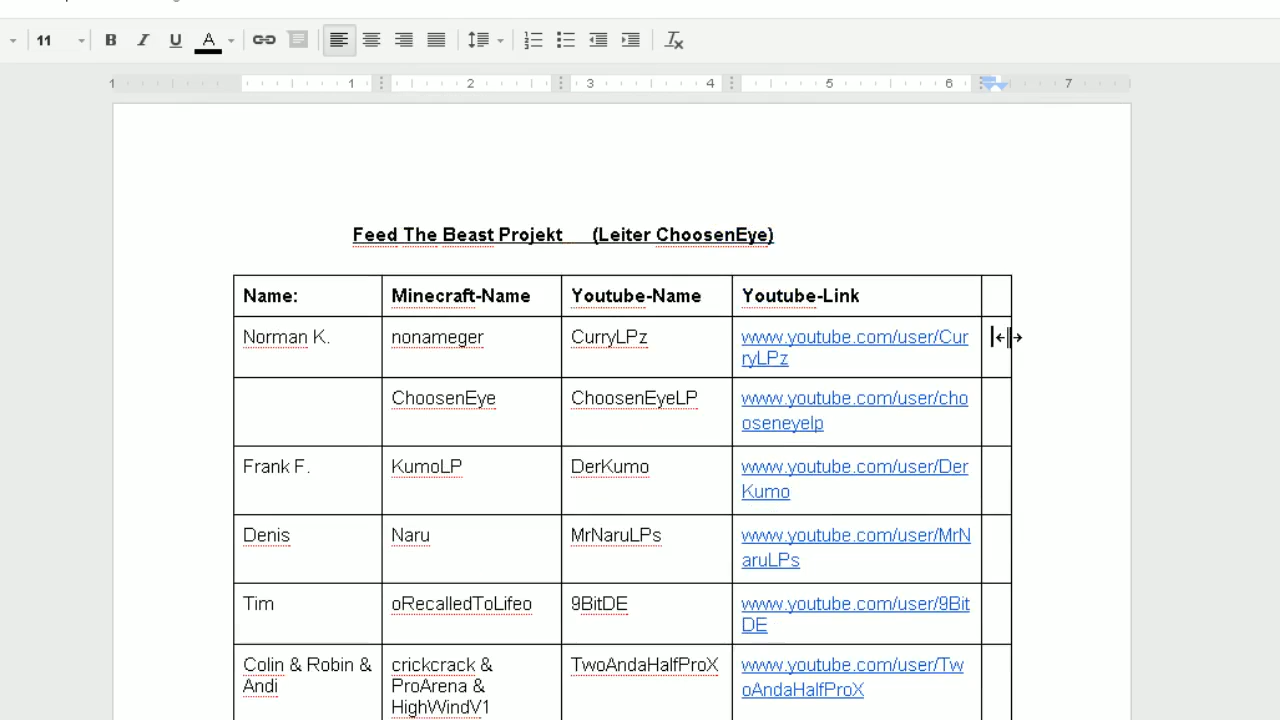 11 B I U A
1 1 2 3 4 5 6 7
Feed The Beast Projekt (Leiter ChoosenEye)
Name: Minecraft-Name Youtube-Name Youtube-Link
Norman K. nonameger CurryLPz www.youtube.com/user/Cur
ryLPz
ChoosenEye ChoosenEyeLP www.youtube.com/user/cho
oseneyelp
Frank F. KumoLP DerKumo www.youtube.com/user/Der
Kumo
Denis Naru MrNaruLPs www.youtube.com/user/MrN
aruLPs
Tim oRecalledToLifeo 9BitDE www.youtube.com/user/9Bit
DE
Colin & Robin & crickcrack & TwoAndaHalfProX www.youtube.com/user/Tw
Andi ProArena & oAndaHalfProX
HighWindV1